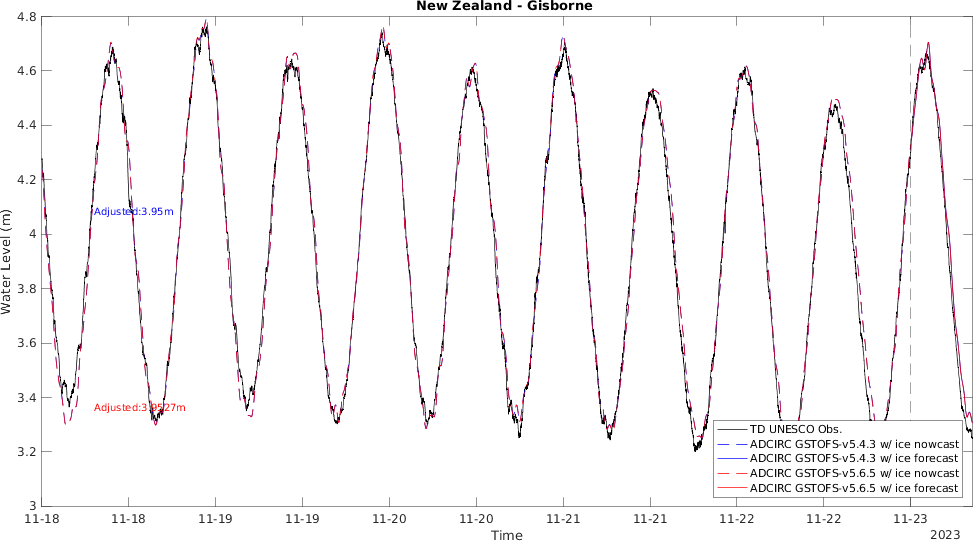 New Zealand - Gisborne
4.8
4.6
4.4
4.2
4
3.8
3.6
3.4
3.2
3
Water Level (m)
Adjusted:3.95m
Adjusted:3.9527m
TD UNESCO Obs.
ADCIRC GSTOFS-v5.4.3 w/ ice nowcast
ADCIRC GSTOFS-v5.4.3 w/ ice forecast
ADCIRC GSTOFS-v5.6.5 w/ ice nowcast
ADCIRC GSTOFS-v5.6.5 w/ ice forecast
11-18 11-18 11-19 11-19 11-20 11-20 11-21 11-21 11-22 11-22 11-23
Time
2023